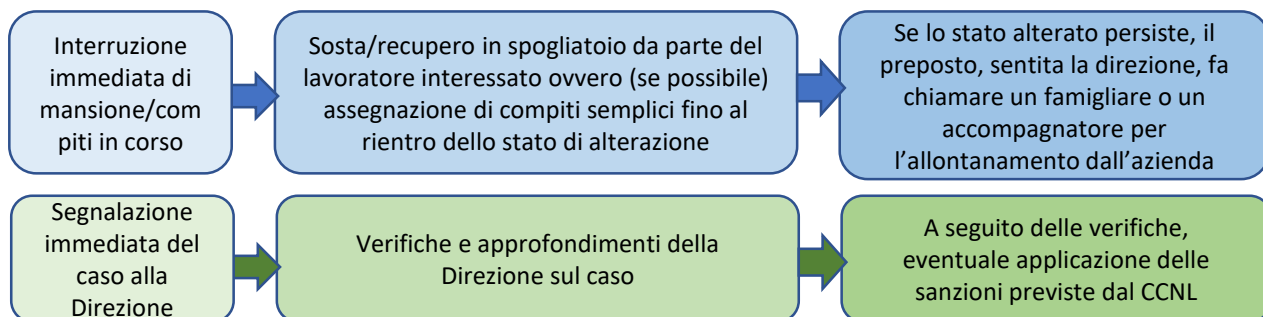 Interruzione
immediata di
mansione/com
piti in corso
Sosta/recupero in spogliatoio da parte del
lavoratore interessato ovvero (se possibile)
assegnazione di compiti semplici fino al
rientro dello stato di alterazione
Se lo stato alterato persiste, il
preposto, sentita la direzione, fa
chiamare un famigliare o un
accompagnatore per
l’allontanamento dall’azienda
Segnalazione
immediata del
caso alla
Direzione
Verifiche e approfondimenti della
Direzione sul caso
A seguito delle verifiche,
eventuale applicazione delle
sanzioni previste dal CCNL